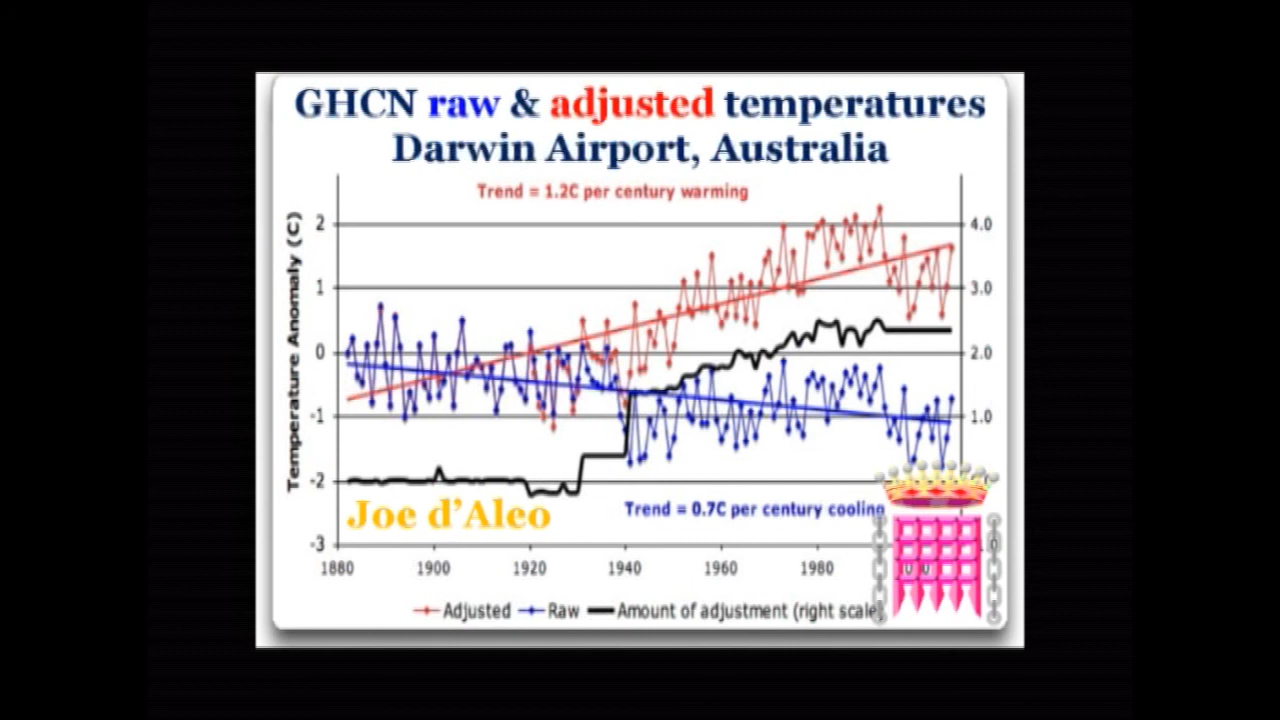 GHCN raw & adjusted temperatures
Darwin Airport, Australia
Trend = 1.2C per century warming
Temperature Anomaly (C)
2
1
0
-1
-2
-3
4.0
3.0
2.0
1.0
Joe d'Aleo
Trend = 0.7C per century cooling
1880 1900 1920 1940 1960 1980
Adjusted Raw Amount of adjustment (right scale)